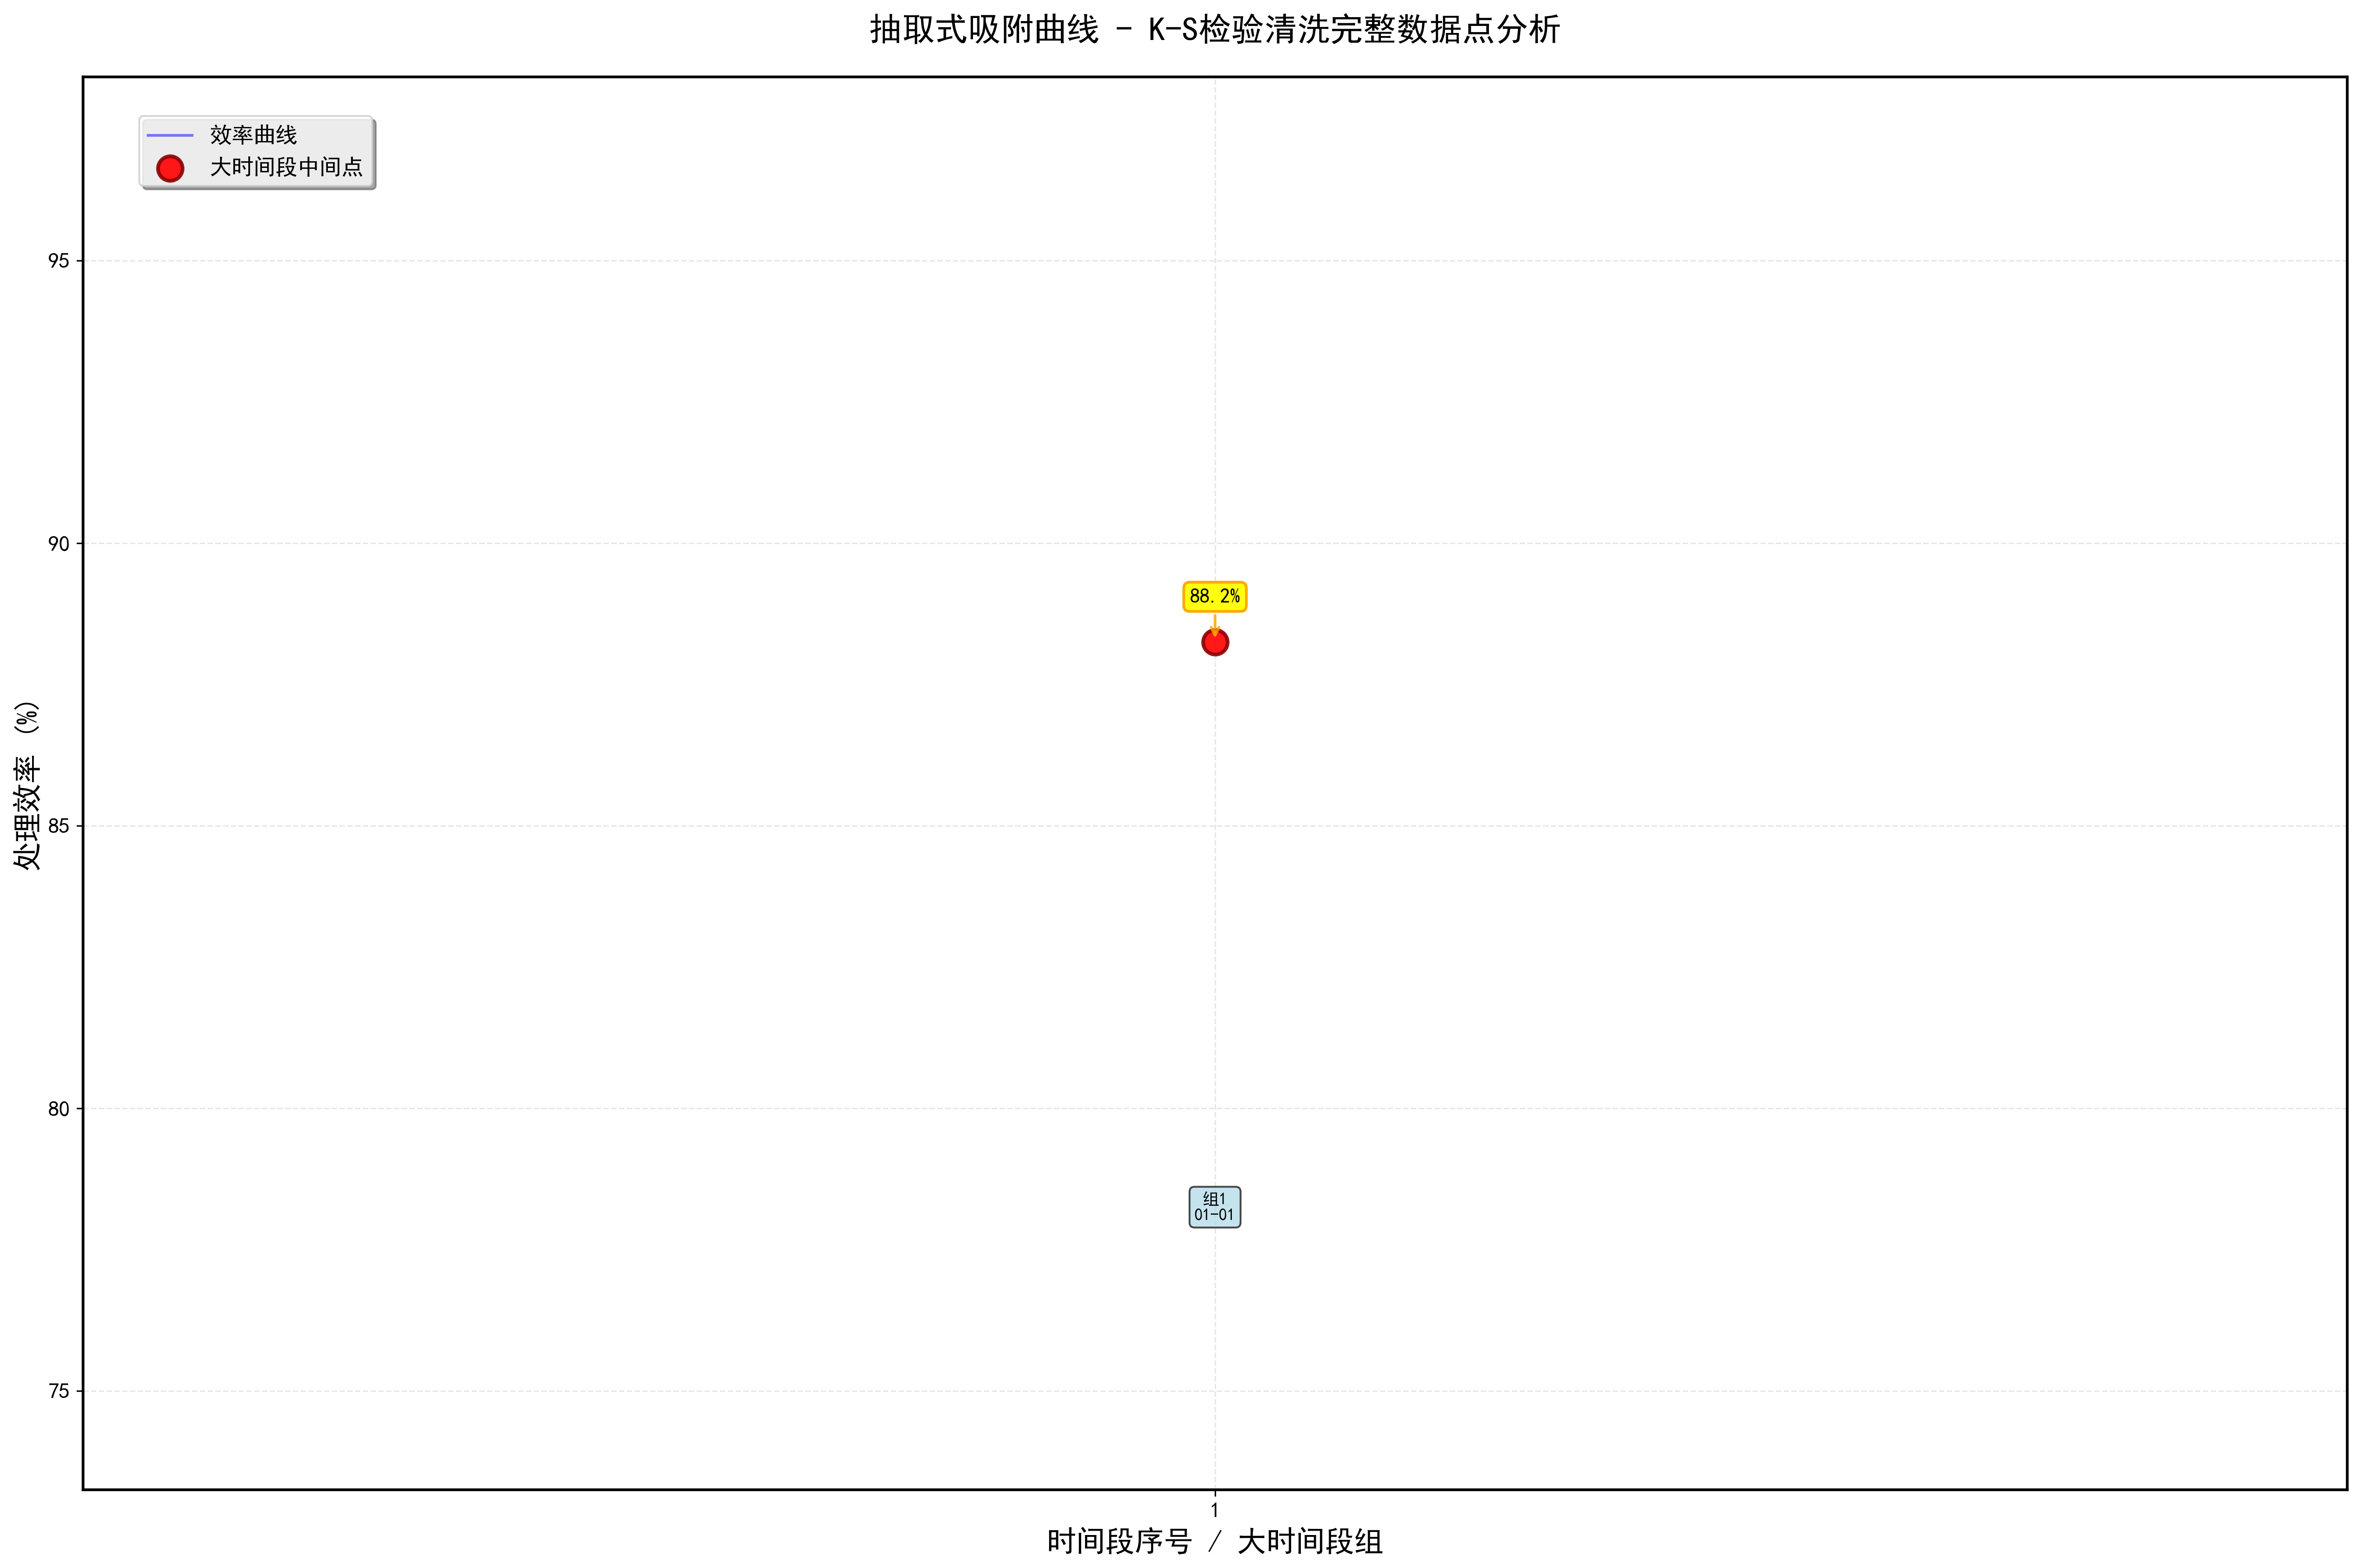 抽取式吸附曲线 - K-S检验清洗完整数据点分析
效率曲线
大时间段中间点
95
90
88.2%
处理效率 (%)
85
80
组1
01-01
75
1
时间段序号 / 大时间段组